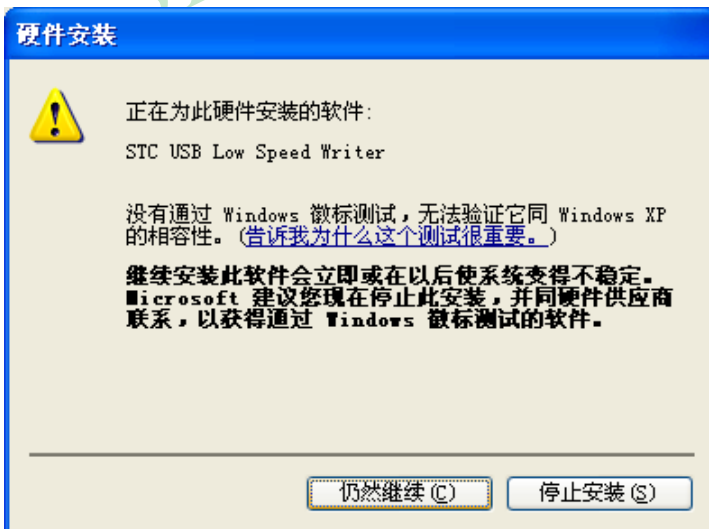 硬件安装
正在为此硬件安装的软件:
STC USB Low Speed Writer
没有通过 Windows 徽标测试，无法验证它同 Windows XP
的相容性。(告诉我为什么这个测试很重要。)
继续安装此软件会立即或在以后使系统变得不稳定。
Microsoft 建议您现在停止此安装，并同硬件供应商
联系，以获得通过 Windows 徽标测试的软件。
仍然继续(C)
停止安装(S)